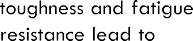 toughness and fatigue
resistance lead to